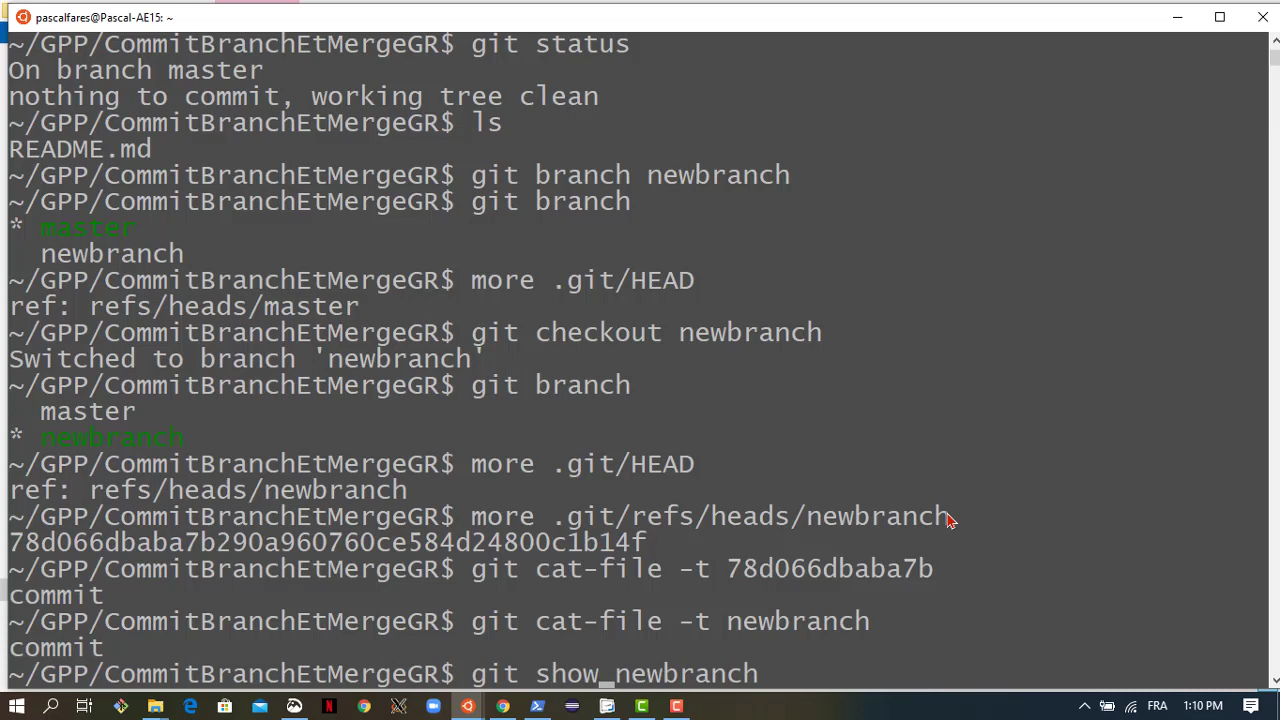 pascalfares@Pascal-AE15: ~
~/GPP/CommitBranchEtMergeGR$ git status
On branch master
nothing to commit, working tree clean
~/GPP/CommitBranchEtMergeGR$ ls
README.md
~/GPP/CommitBranchEtMergeGR$ git branch newbranch
~/GPP/CommitBranchEtMergeGR$ git branch
* master
newbranch
~/GPP/CommitBranchEtMergeGR$ more .git/HEAD
ref: refs/heads/master
~/GPP/CommitBranchEtMergeGR$ git checkout newbranch
Switched to branch 'newbranch'
~/GPP/CommitBranchEtMergeGR$ git branch
master
* newbranch
~/GPP/CommitBranchEtMergeGR$ more .git/HEAD
ref: refs/heads/newbranch
~/GPP/CommitBranchEtMergeGR$ more .git/refs/heads/newbranch
78d066dbaba7b290a960760ce584d24800c1b14f
~/GPP/CommitBranchEtMergeGR$ git cat-file -t 78d066dbaba7b
commit
~/GPP/CommitBranchEtMergeGR$ git cat-file -t newbranch
commit
~/GPP/CommitBranchEtMergeGR$ git show newbranch
FRA 1:10 PM